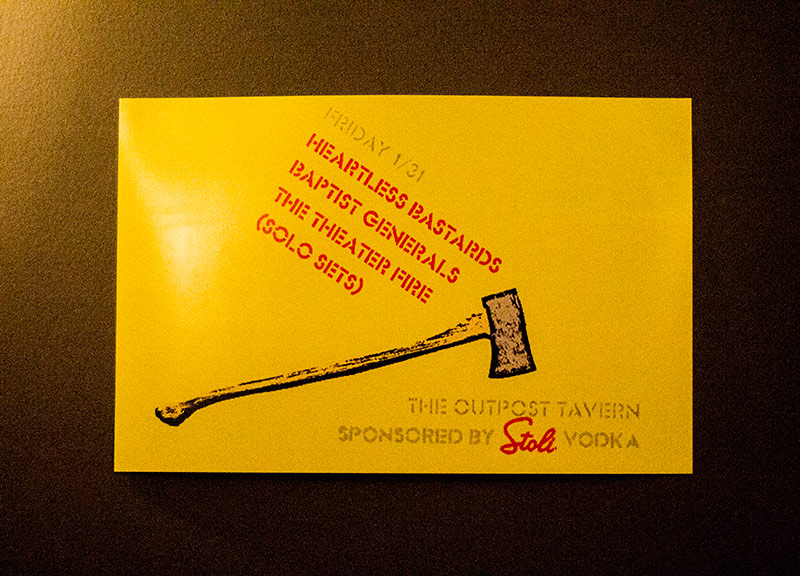 FRIDAY 1/31
HEARTLESS BASTARDS
BAPTIST GENERALS
THE THEATER FIRE
(SOLO SETS)
THE OUTPOST TAVERN
SPONSORED BY Stoli VODKA